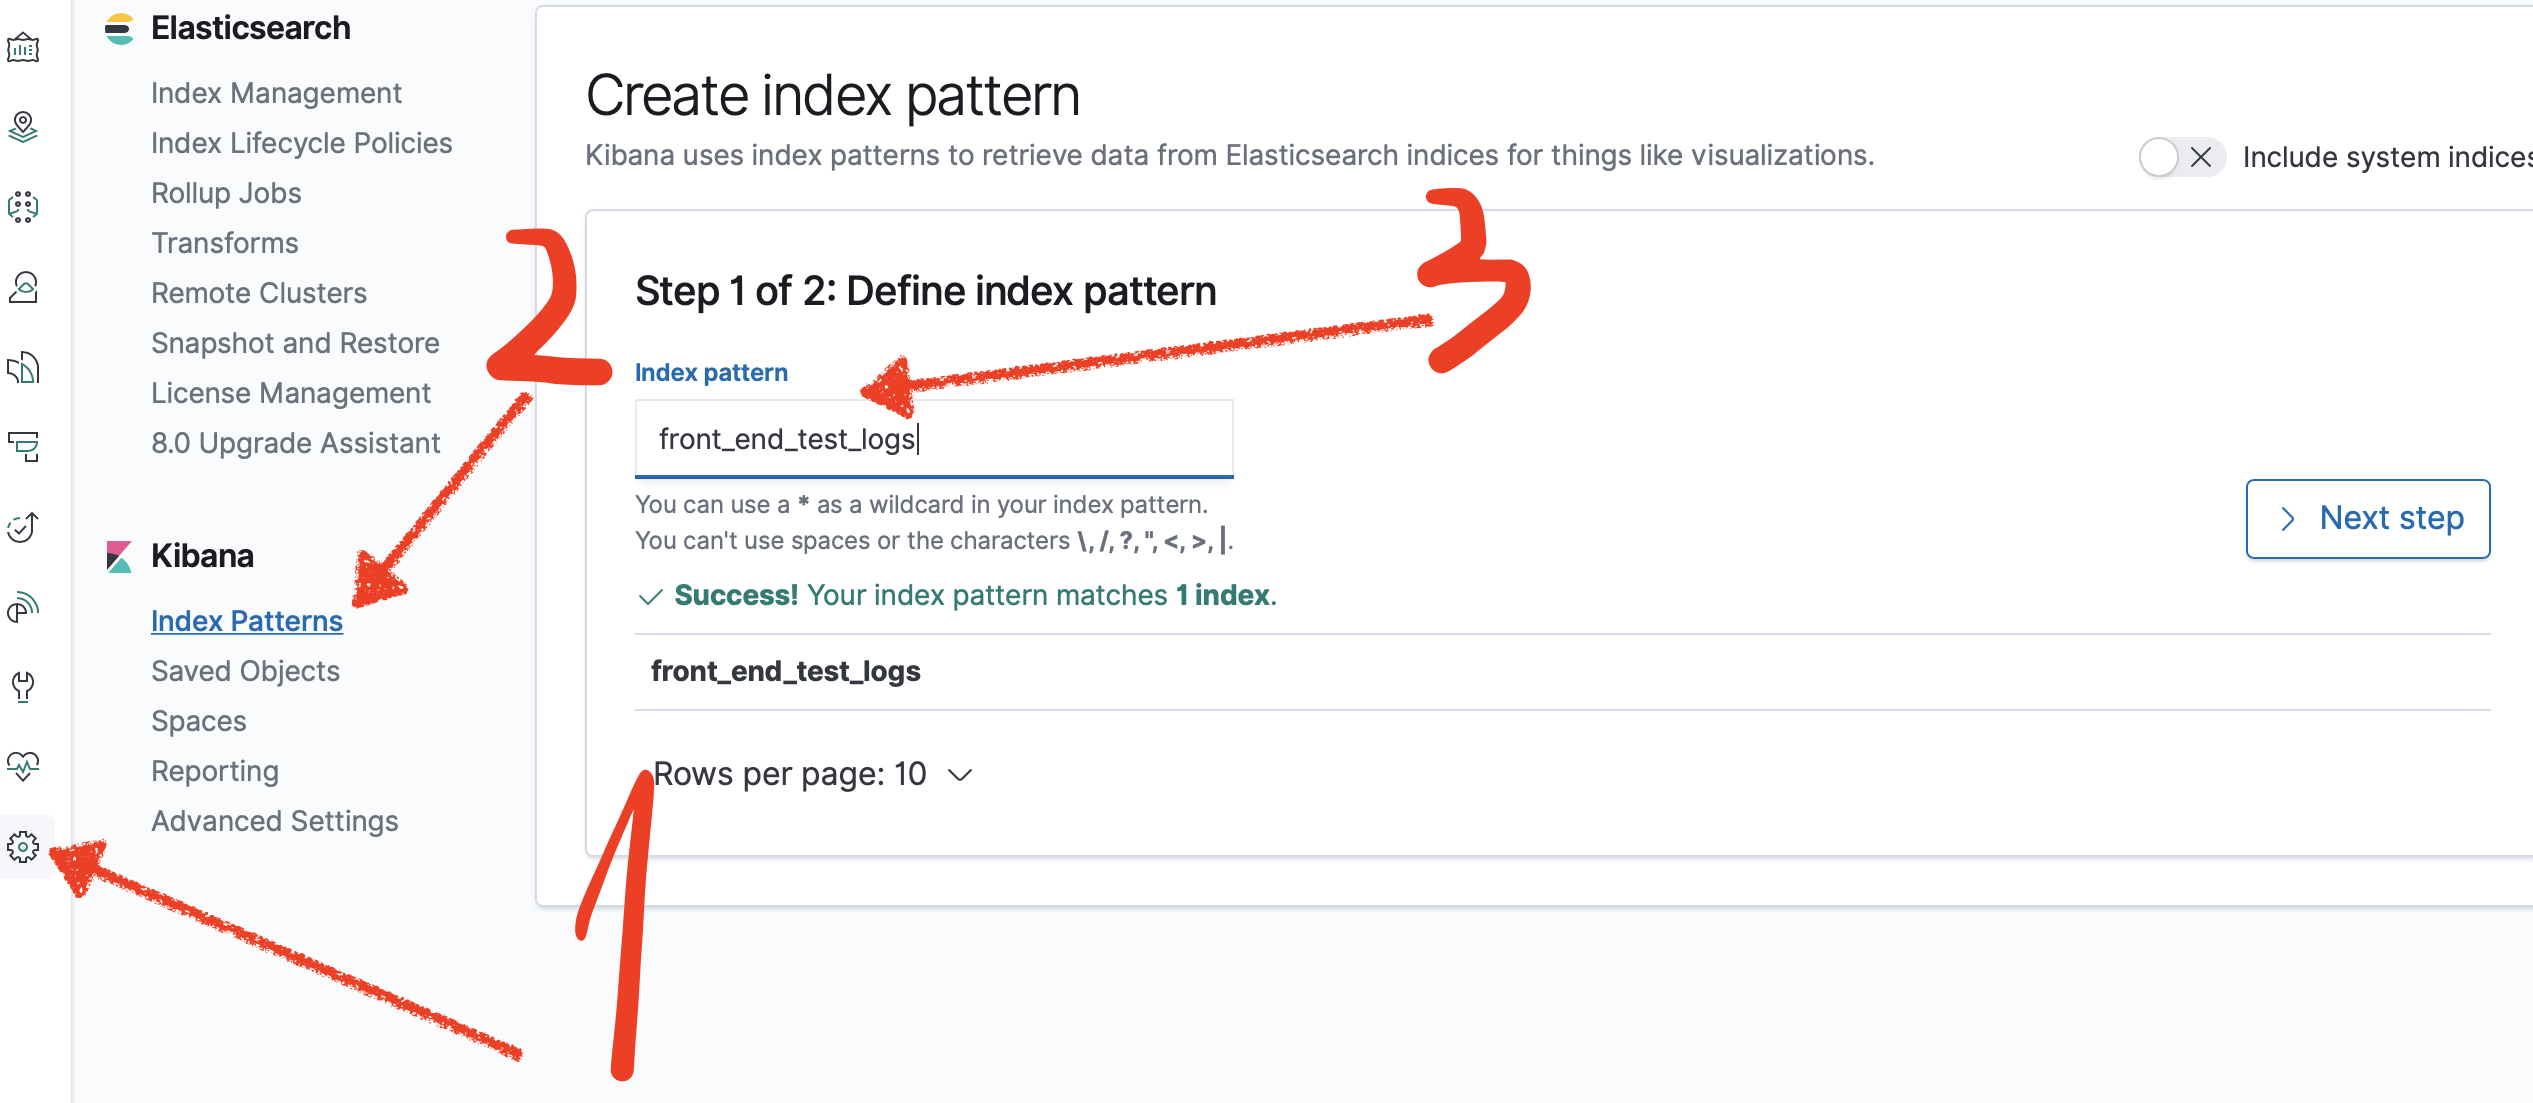 Elasticsearch
Index Management
Index Lifecycle Policies
Rollup Jobs
Transforms
Remote Clusters
Snapshot and Restore
License Management
8.0 Upgrade Assistant
Kibana
Index Patterns
Saved Objects
Spaces
Reporting
Advanced Settings
Create index pattern
Kibana uses index patterns to retrieve data from Elasticsearch indices for things like visualizations.
Include system indices
Step 1 of 2: Define index pattern
Index pattern
front_end_test_logs
You can use a * as a wildcard in your index pattern.
You can't use spaces or the characters \, /, ?, ", <, >, |.
Success! Your index pattern matches 1 index.
Next step
front_end_test_logs
Rows per page: 10
1
2
3